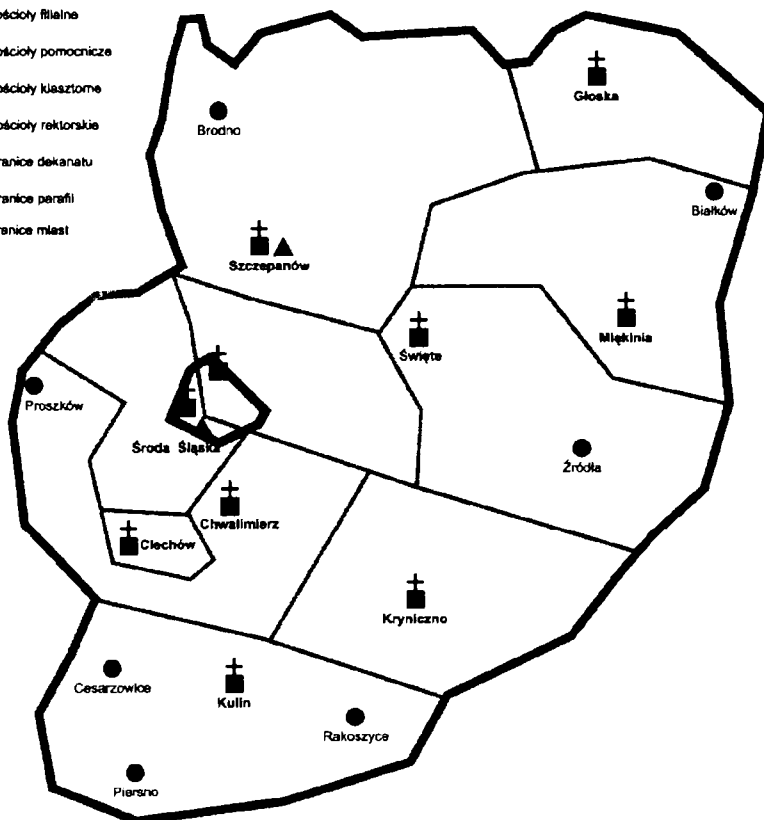 ościoły filialne
ościoły pomocnicze
ościoły klasztorne
ościoły rektorskie
ranice dekanatu
ranice parafii
ranice miast
Głoska
Brodno
Białków
Szczepanów
Miękinia
Święte
Proszków
Środa Śląska
Źródła
Chwalimierz
Ciechów
Kryniczno
Cesarzowice
Kulin
Rakoszyce
Piersno